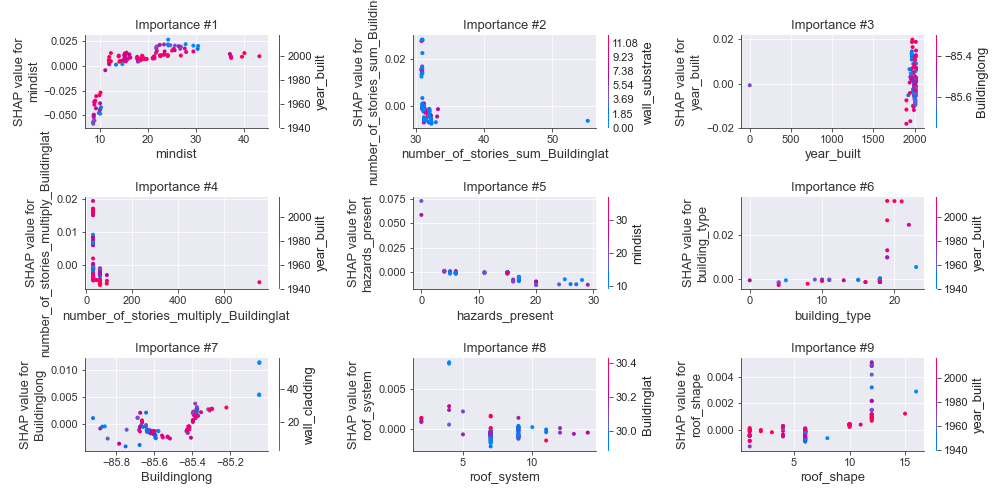 Importance #1
SHAP value for
mindist
0.025
0.000
−0.025
−0.050
10
20
30
40
mindist
2000
1980
1960
1940
year_built
Importance #2
SHAP value for
number_of_stories_sum_Buildinglat
0.02
0.00
30
40
50
number_of_stories_sum_Buildinglat
11.08
9.23
7.38
5.54
3.69
1.85
0.00
wall_substrate
Importance #3
SHAP value for
year_built
0.02
0.00
−0.02
0
500
1000
1500
2000
year_built
−85.4
−85.6
Buildinglong
Importance #4
SHAP value for
number_of_stories_multiply_Buildinglat
0.02
0.01
0.00
0
200
400
600
number_of_stories_multiply_Buildinglat
2000
1980
1960
1940
year_built
Importance #5
SHAP value for
hazards_present
0.075
0.050
0.025
0.000
0
10
20
30
hazards_present
30
20
10
mindist
Importance #6
SHAP value for
building_type
0.02
0.00
0
10
20
building_type
2000
1980
1960
1940
year_built
Importance #7
SHAP value for
Buildinglong
0.010
0.005
0.000
−85.8
−85.6
−85.4
−85.2
Buildinglong
40
20
wall_cladding
Importance #8
SHAP value for
roof_system
0.005
0.000
5
10
roof_system
30.4
30.2
30.0
Buildinglat
Importance #9
SHAP value for
roof_shape
0.004
0.002
0.000
5
10
15
roof_shape
2000
1980
1960
1940
year_built